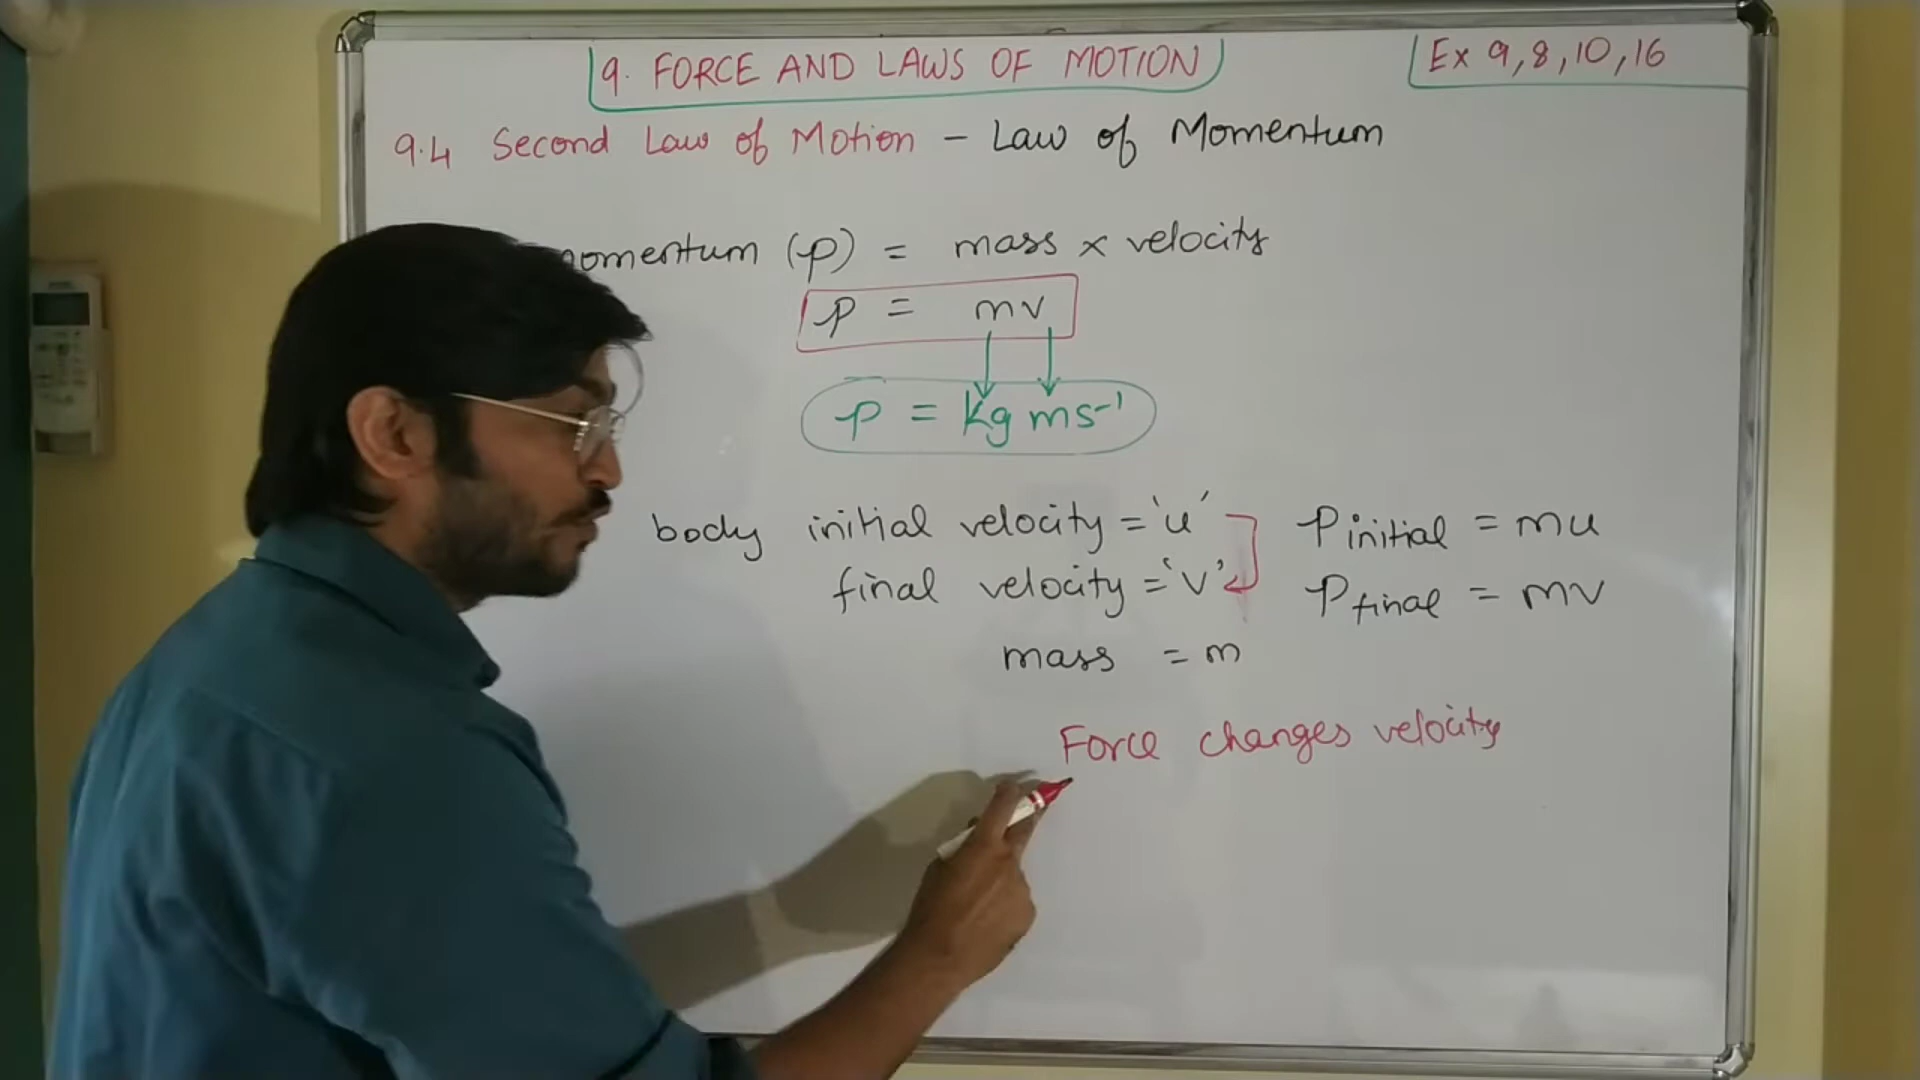 9. FORCE AND LAWS OF MOTION
Ex 9,8,10,16
9.4 Second Law of Motion – Law of Momentum
omentum (p) = mass x velocity
p = mv
p = kg ms⁻¹
body initial velocity = 'u' Pinitial = mu
final velocity = 'v' Pfinal = mv
mass = m
Force changes velocity